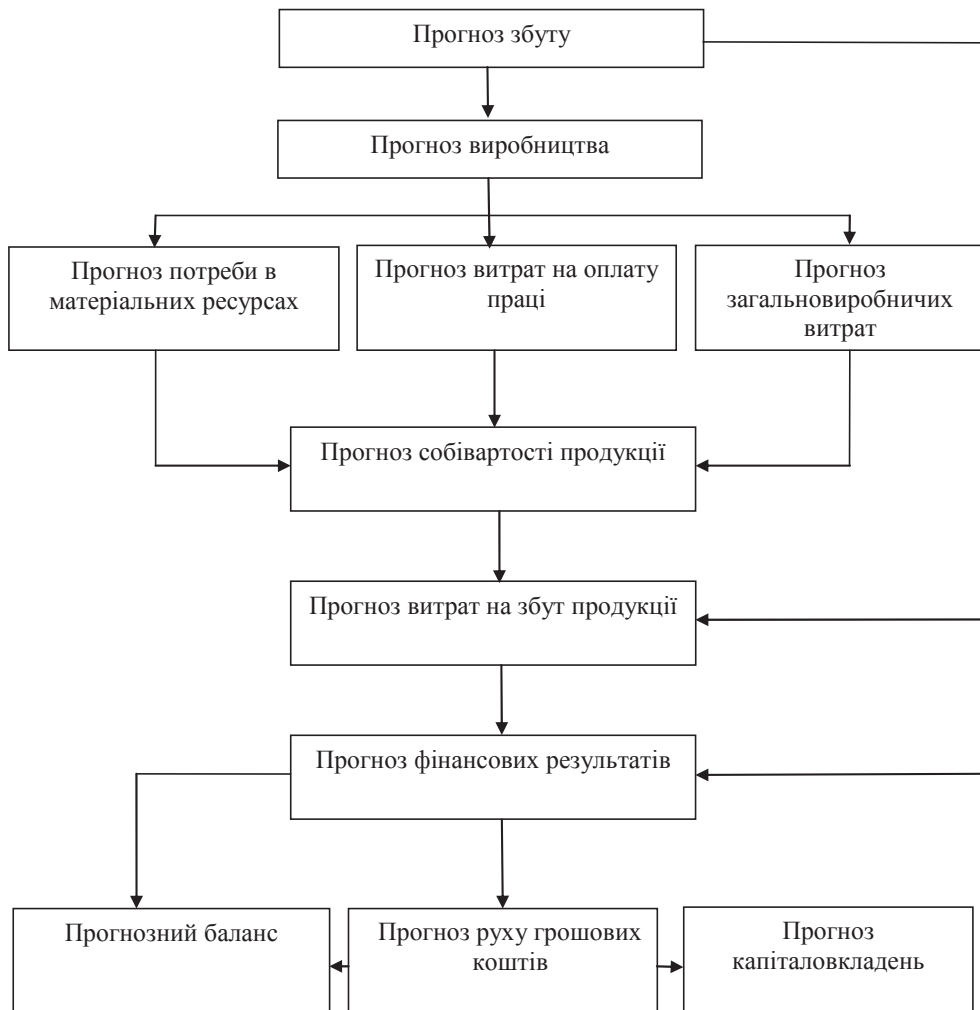 Прогноз збуту
Прогноз виробництва
Прогноз потреби в
матеріальних ресурсах
Прогноз витрат на оплату
праці
Прогноз
загальновиробничих
витрат
Прогноз собівартості продукції
Прогноз витрат на збут продукції
Прогноз фінансових результатів
Прогнозний баланс
Прогноз руху грошових
коштів
Прогноз
капіталовкладень